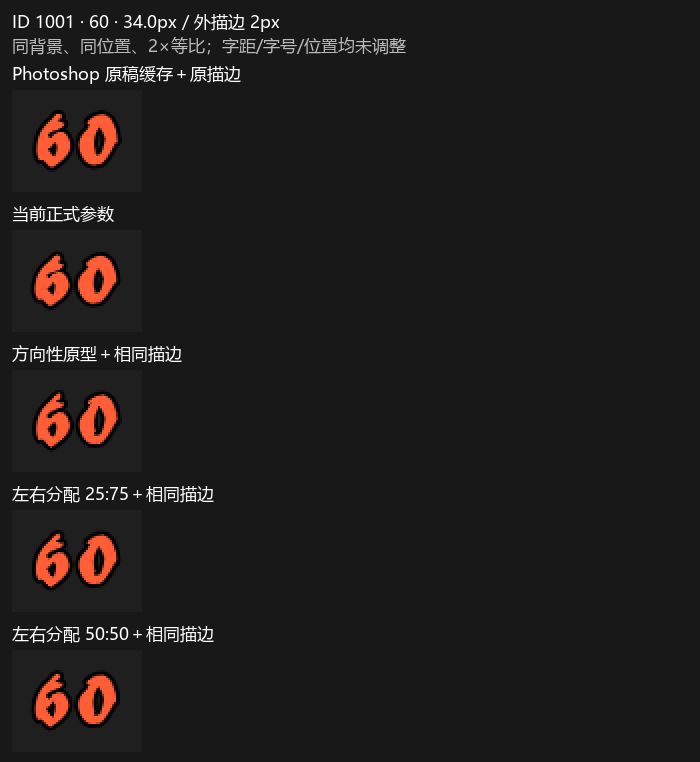 ID 1001 · 60 · 34.0px / 外描边 2px
同背景、同位置、2×等比；字距/字号/位置均未调整
Photoshop 原稿缓存 + 原描边
60
当前正式参数
60
方向性原型 + 相同描边
60
左右分配 25:75 + 相同描边
60
左右分配 50:50 + 相同描边
60